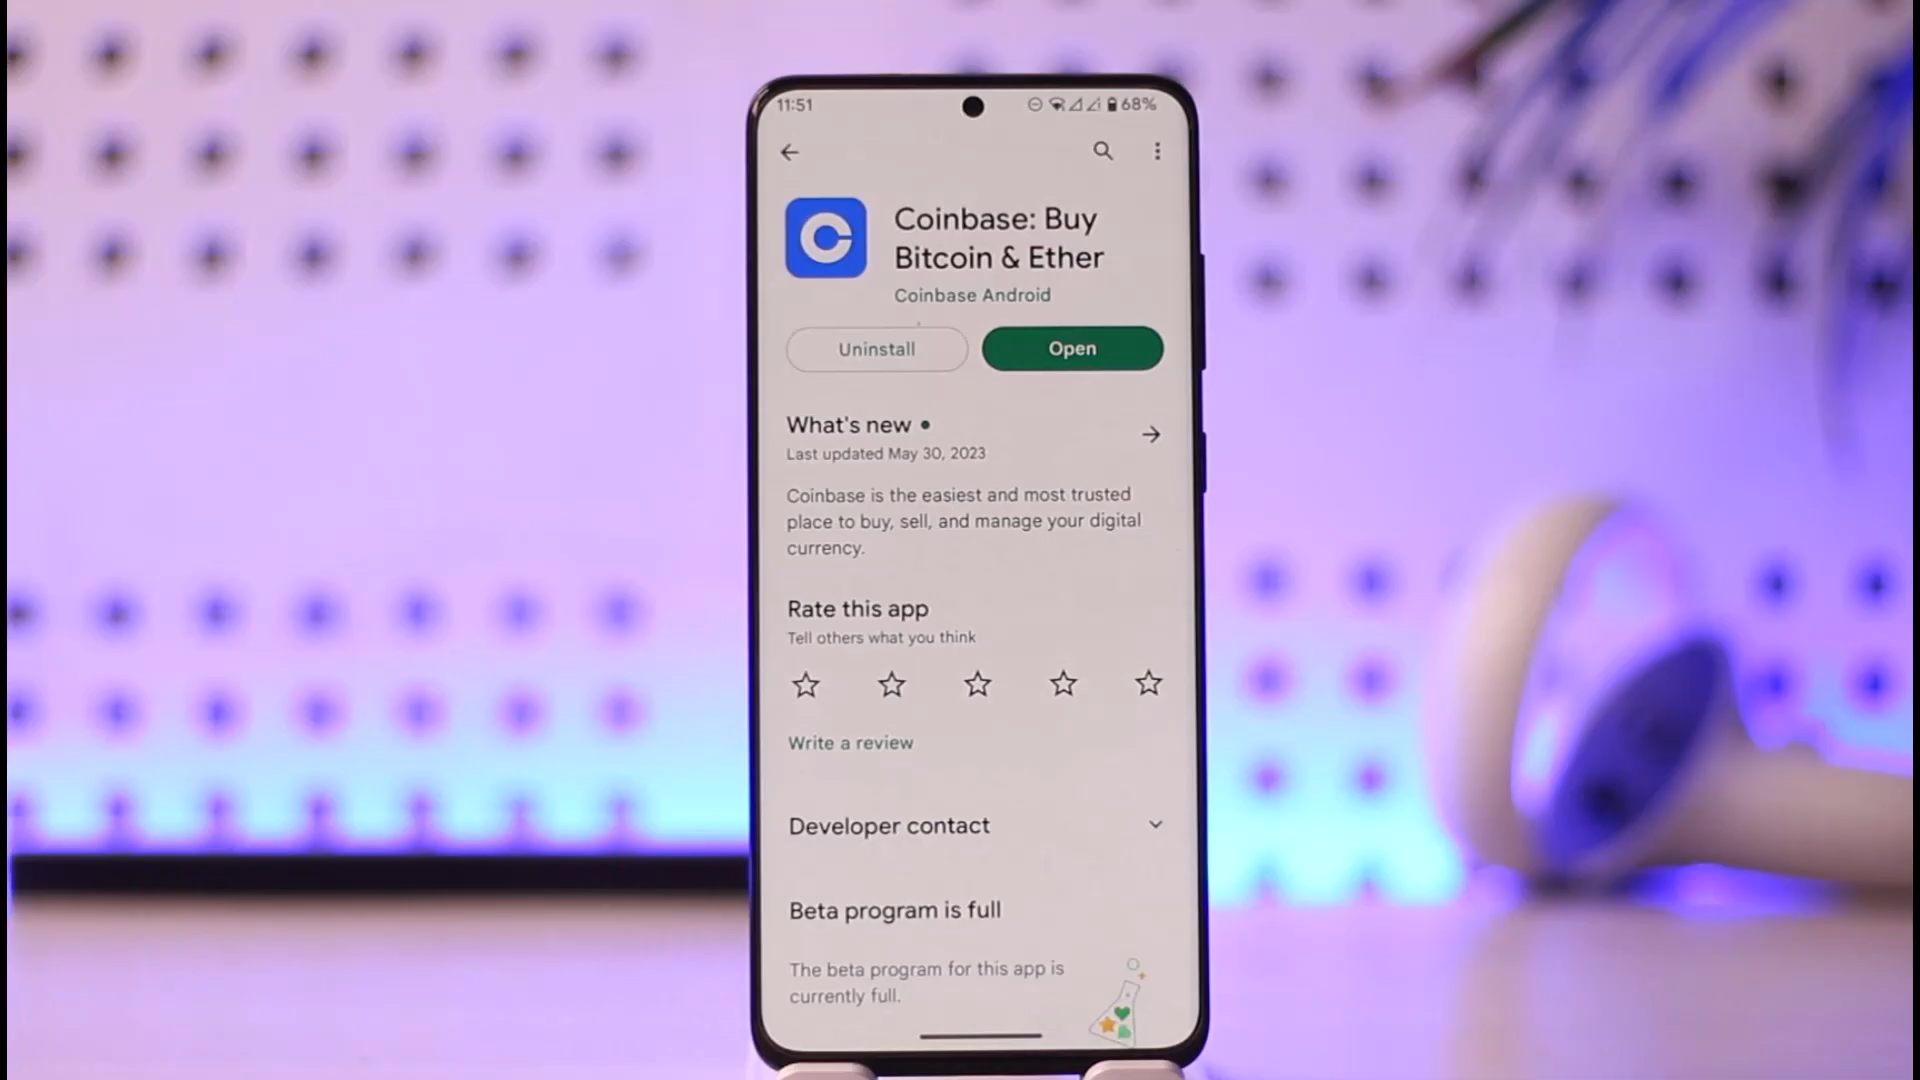 11:51
68%
Coinbase: Buy
Bitcoin & Ether
Coinbase Android
Uninstall
Open
What's new
Last updated May 30, 2023
Coinbase is the easiest and most trusted
place to buy, sell, and manage your digital
currency.
Rate this app
Tell others what you think
Write a review
Developer contact
Beta program is full
The beta program for this app is
currently full.